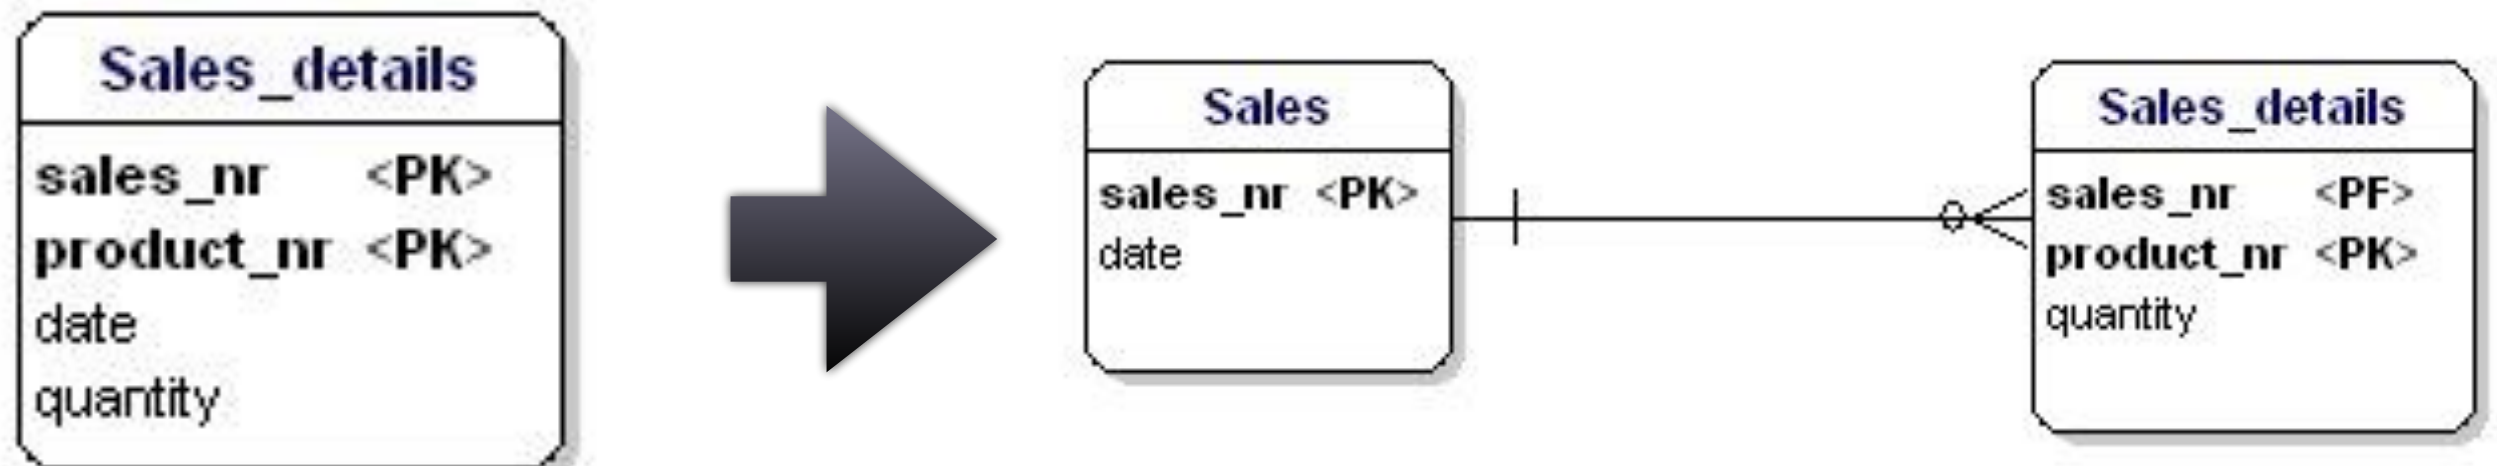 Sales_details
sales_nr <PK>
product_nr <PK>
date
quantity
Sales
sales_nr <PK>
date
Sales_details
sales_nr <PF>
product_nr <PK>
quantity